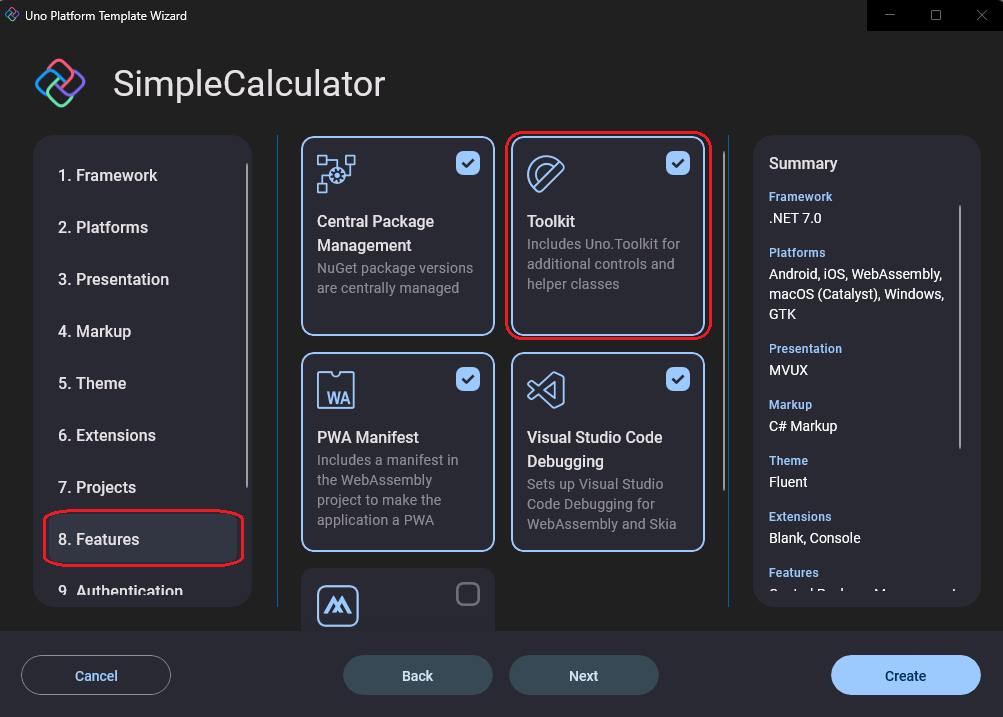 Uno Platform Template Wizard
SimpleCalculator
1. Framework
2. Platforms
3. Presentation
4. Markup
5. Theme
6. Extensions
7. Projects
8. Features
9. Authentication
Central Package
Management
NuGet package versions
are centrally managed
Toolkit
Includes Uno.Toolkit for
additional controls and
helper classes
WA
PWA Manifest
Includes a manifest in
the WebAssembly
project to make the
application a PWA
Visual Studio Code
Debugging
Sets up Visual Studio
Code Debugging for
WebAssembly and Skia
Summary
Framework
.NET 7.0
Platforms
Android, iOS, WebAssembly,
macOS (Catalyst), Windows,
GTK
Presentation
MVUX
Markup
C# Markup
Theme
Fluent
Extensions
Blank, Console
Features
Cancel
Back
Next
Create